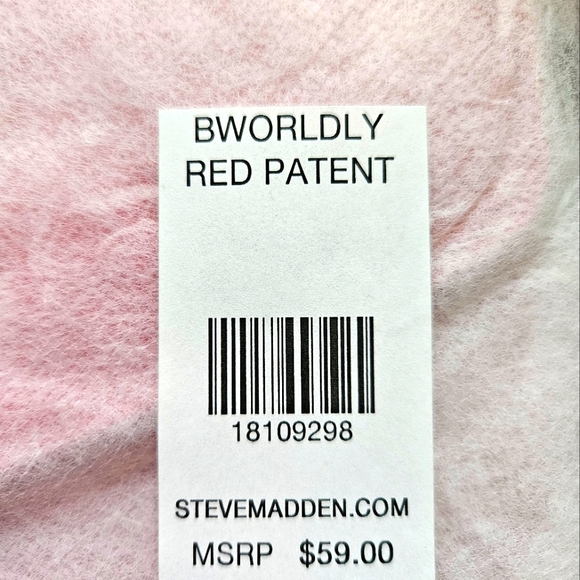 BWORLDLY
RED PATENT
18109298
STEVEMADDEN.COM
MSRP $59.00